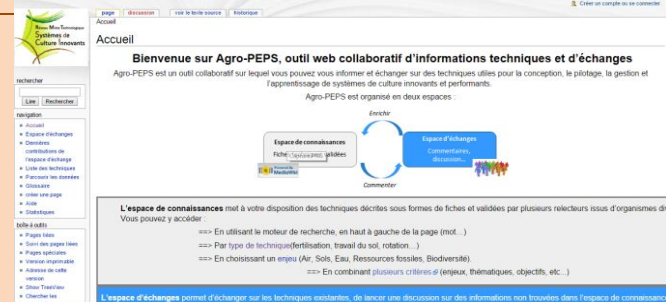 page discussion voir le texte source historique
Créer un compte ou se connecter
Accueil
Réseau Mixte Technologique
Systèmes de
Culture Innovants
Accueil
Bienvenue sur Agro-PEPS, outil web collaboratif d'informations techniques et d'échanges
Agro-PEPS est un outil collaboratif sur lequel vous pouvez vous informer et échanger sur des techniques utiles pour la conception, le pilotage, la gestion et
l'apprentissage de systèmes de culture innovants et performants.
Agro-PEPS est organisé en deux espaces :
rechercher
Lire Rechercher
navigation
Accueil
Espace d'échanges
Dernières
contributions de
l'espace d'échange
Liste des techniques
Parcourir les données
Glossaire
créer une page
Aide
Statistiques
Enrichir
Espace de connaissances
Fiche validées
MediaWiki
Espace d'échanges
Commentaires,
discussion...
Commenter
boîte à outils
Pages liées
Suivi des pages liées
Pages spéciales
Version imprimable
Adresse de cette
version
Show TreeView
Chercher les
L'espace de connaissances met à votre disposition des techniques décrites sous formes de fiches et validées par plusieurs relecteurs issus d'organismes
Vous pouvez y accéder :
==> En utilisant le moteur de recherche, en haut à gauche de la page (mot...)
==> Par type de technique(fertilisation, travail du sol, rotation...)
==> En choisissant un enjeu (Air, Sols, Eau, Ressources fossiles, Biodiversité).
==> En combinant plusieurs critères (enjeux, thématiques, objectifs, etc...)
L'espace d'échanges permet d'échanger sur les techniques existantes, de lancer une discussion sur des informations non trouvées dans l'espace de connaissanc